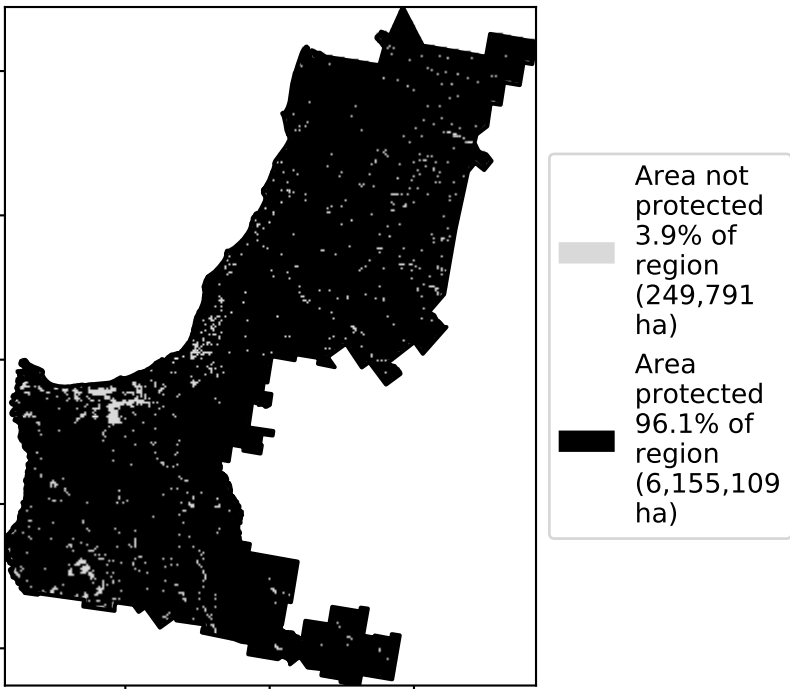 Area not
protected
3.9% of
region
(249,791
ha)
Area
protected
96.1% of
region
(6,155,109
ha)